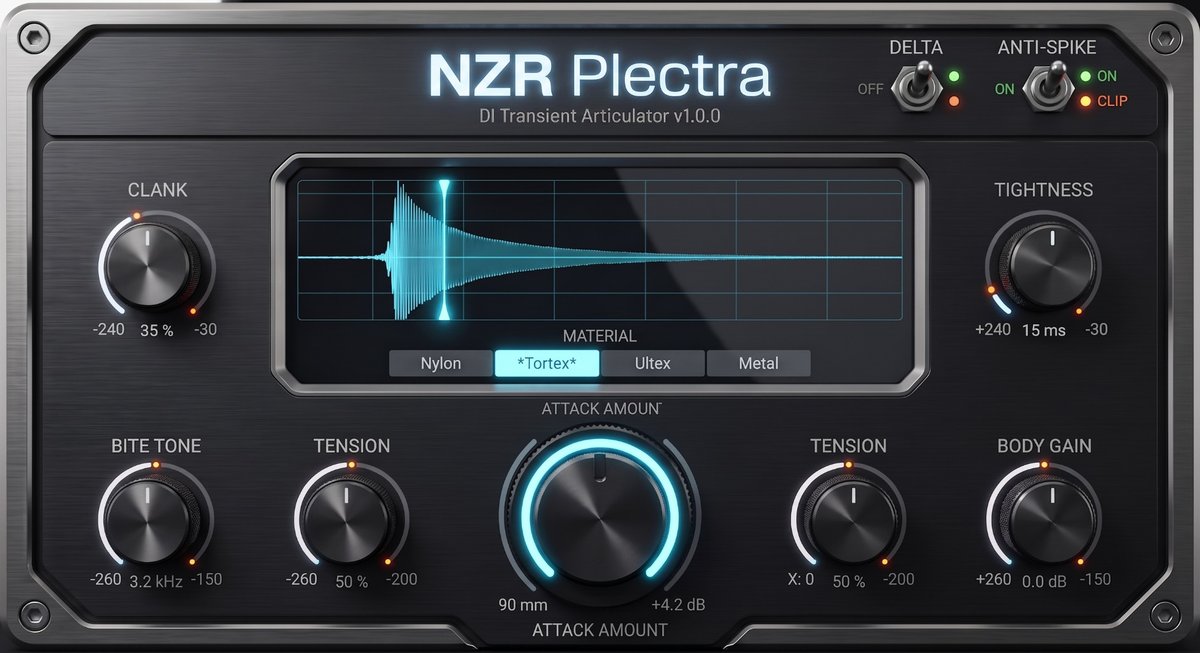 NZR Plectra
DI Transient Articulator v1.0.0
DELTA
OFF
ANTI-SPIKE
ON
ON
CLIP
CLANK
-240 35 % -30
TIGHTNESS
+240 15 ms -30
MATERIAL
Nylon
*Tortex*
Ultex
Metal
ATTACK AMOUNT
BITE TONE
-260 3.2 kHz -150
TENSION
-260 50 % -200
90 mm +4.2 dB
ATTACK AMOUNT
TENSION
X: 0 50 % -200
BODY GAIN
+260 0.0 dB -150